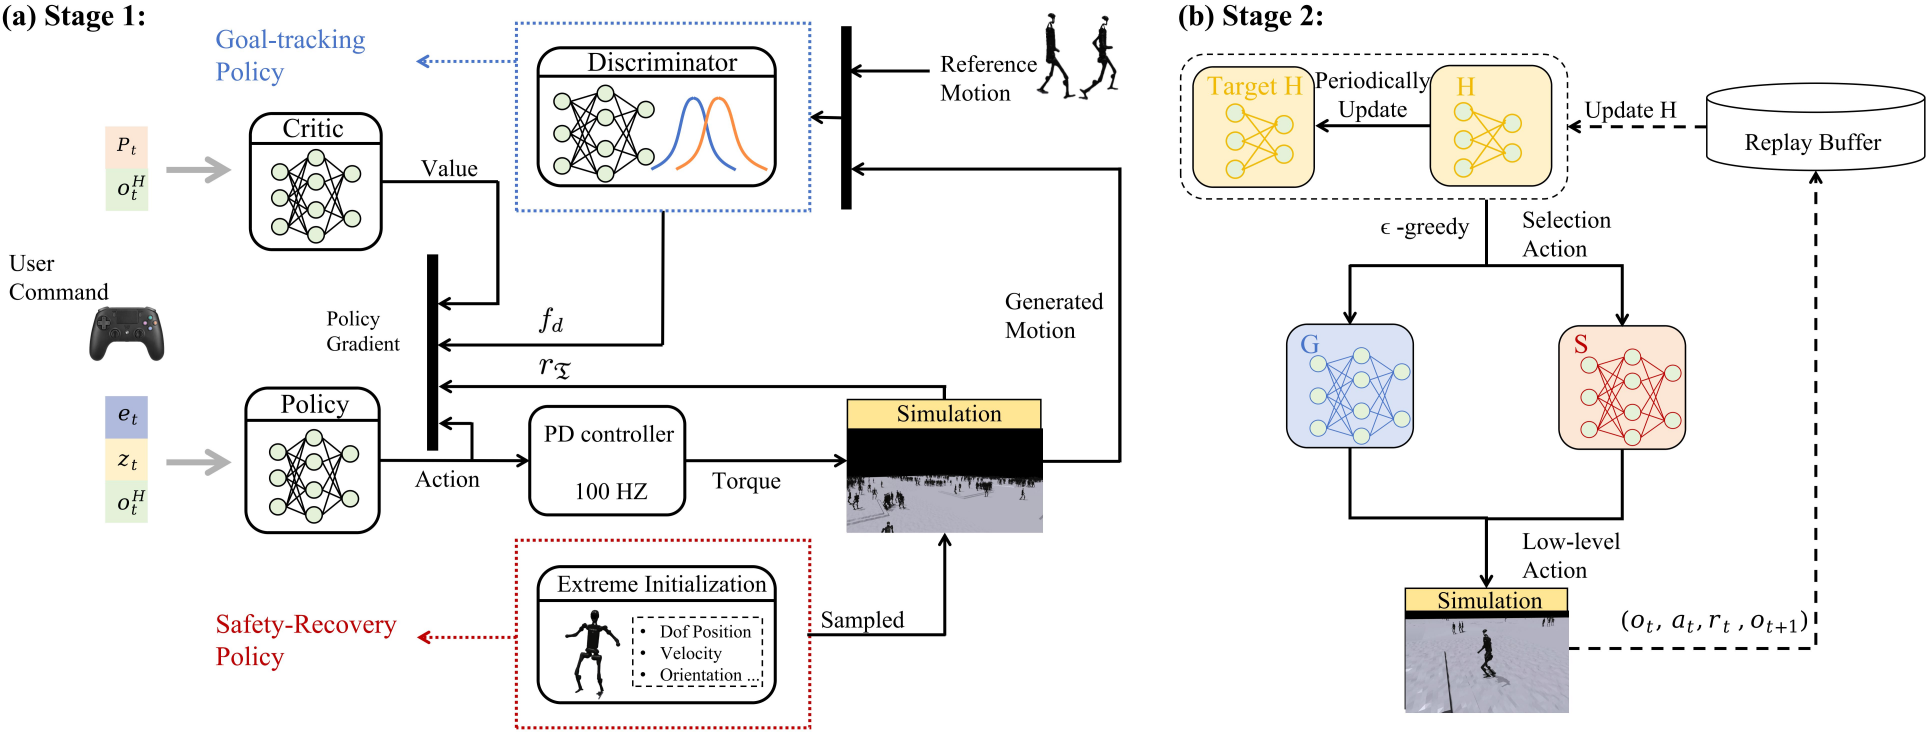 (a) Stage 1:
Goal-tracking
Policy
Discriminator
Reference
Motion
Critic
Value
P_t
o_t^H
User
Command
Policy
Gradient
f_d
r_𝔗
Generated
Motion
Policy
e_t
z_t
o_t^H
Action
PD controller
100 HZ
Torque
Simulation
Safety-Recovery
Policy
Extreme Initialization
• Dof Position
• Velocity
• Orientation ...
Sampled
(b) Stage 2:
Target H
Periodically
Update
H
Update H
Replay Buffer
ϵ -greedy
Selection
Action
G
S
Low-level
Action
Simulation
(o_t, a_t, r_t , o_{t+1})